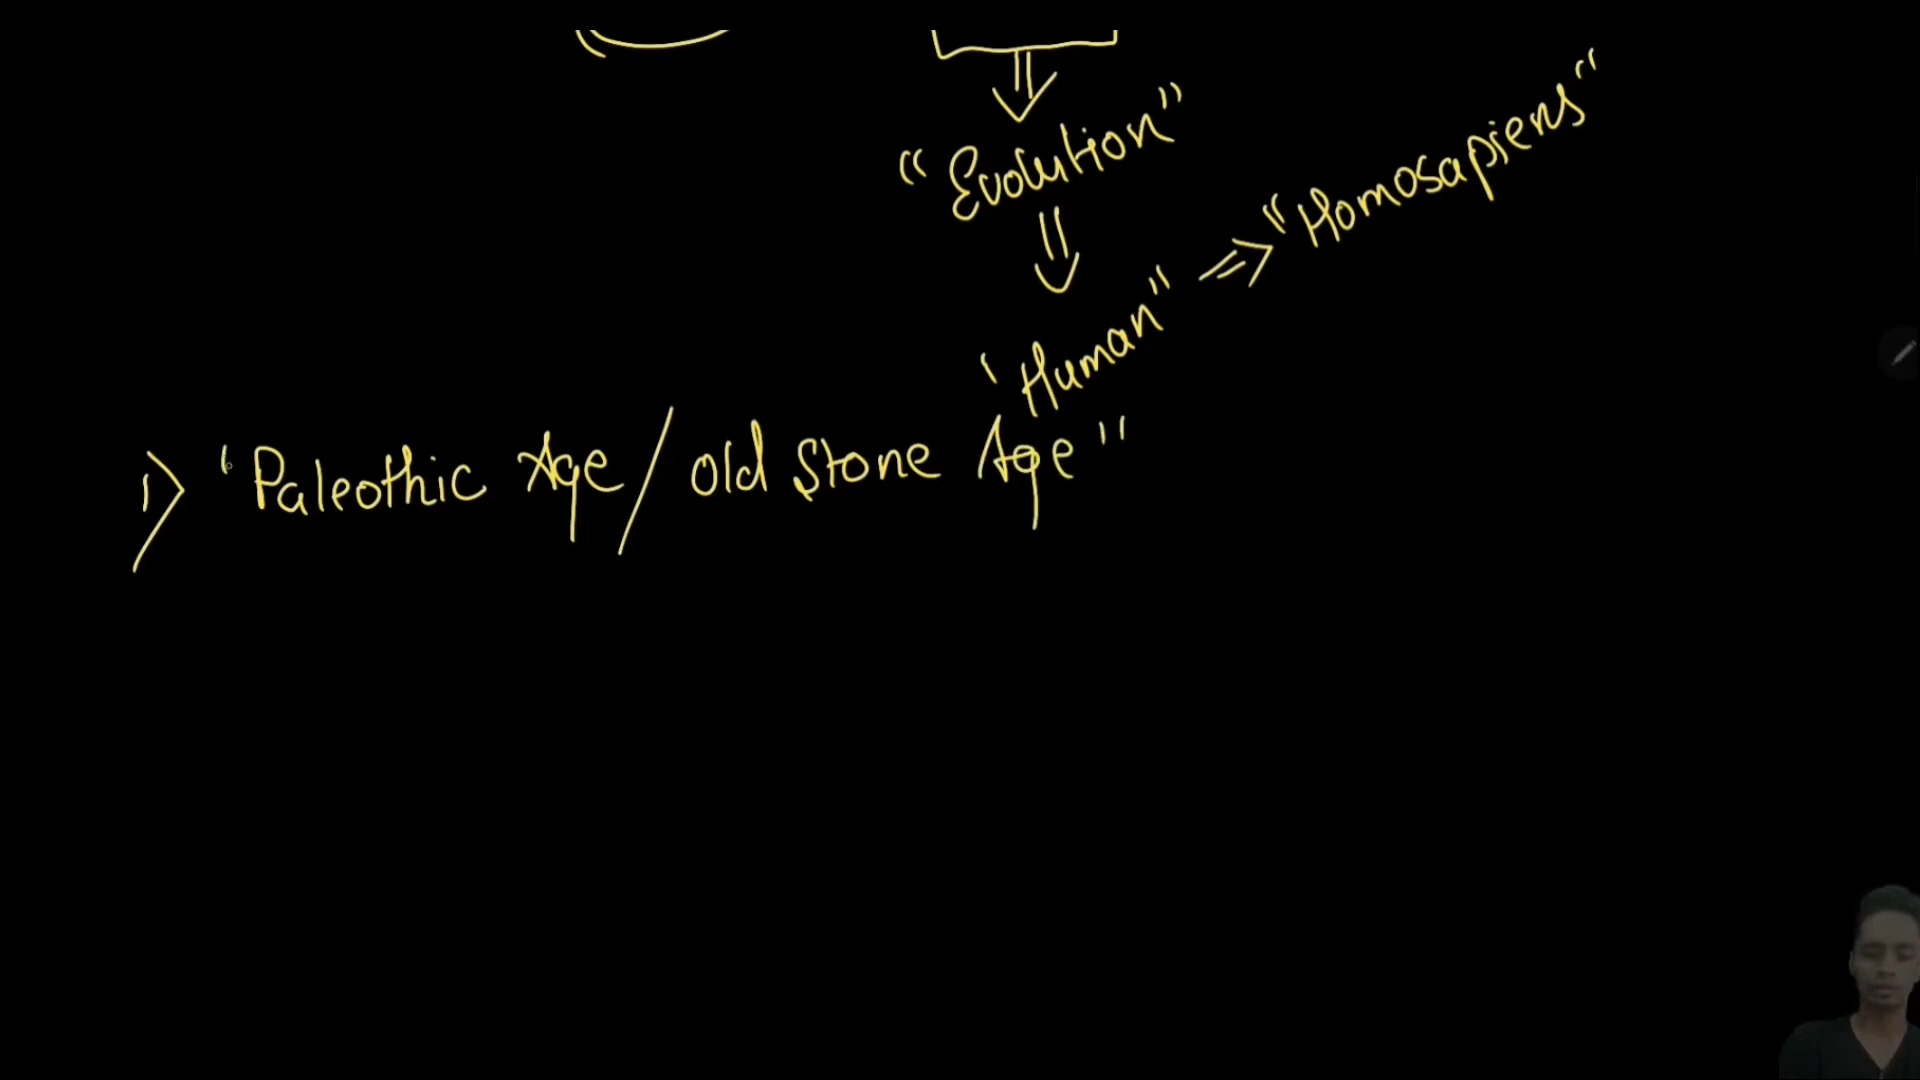 "Evolution"
'Human" ⇒ "Homosapiens"
1) 'Paleothic Age / Old Stone Age"